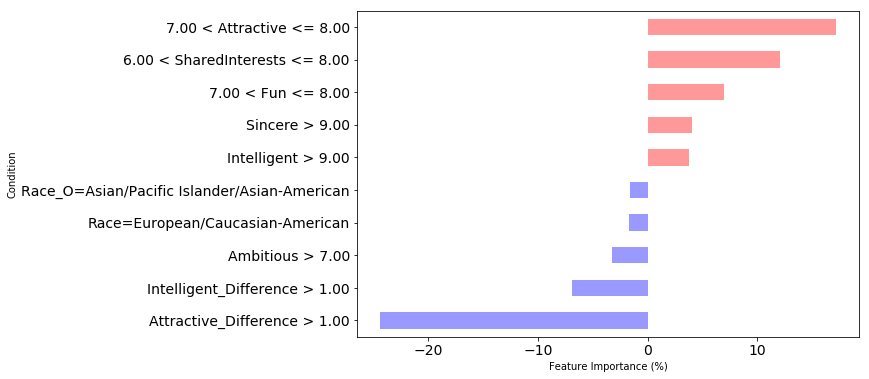 7.00 < Attractive <= 8.00
6.00 < SharedInterests <= 8.00
7.00 < Fun <= 8.00
Sincere > 9.00
Intelligent > 9.00
Race_O=Asian/Pacific Islander/Asian-American
Race=European/Caucasian-American
Ambitious > 7.00
Intelligent_Difference > 1.00
Attractive_Difference > 1.00
Condition
−20 −10 0 10
Feature Importance (%)